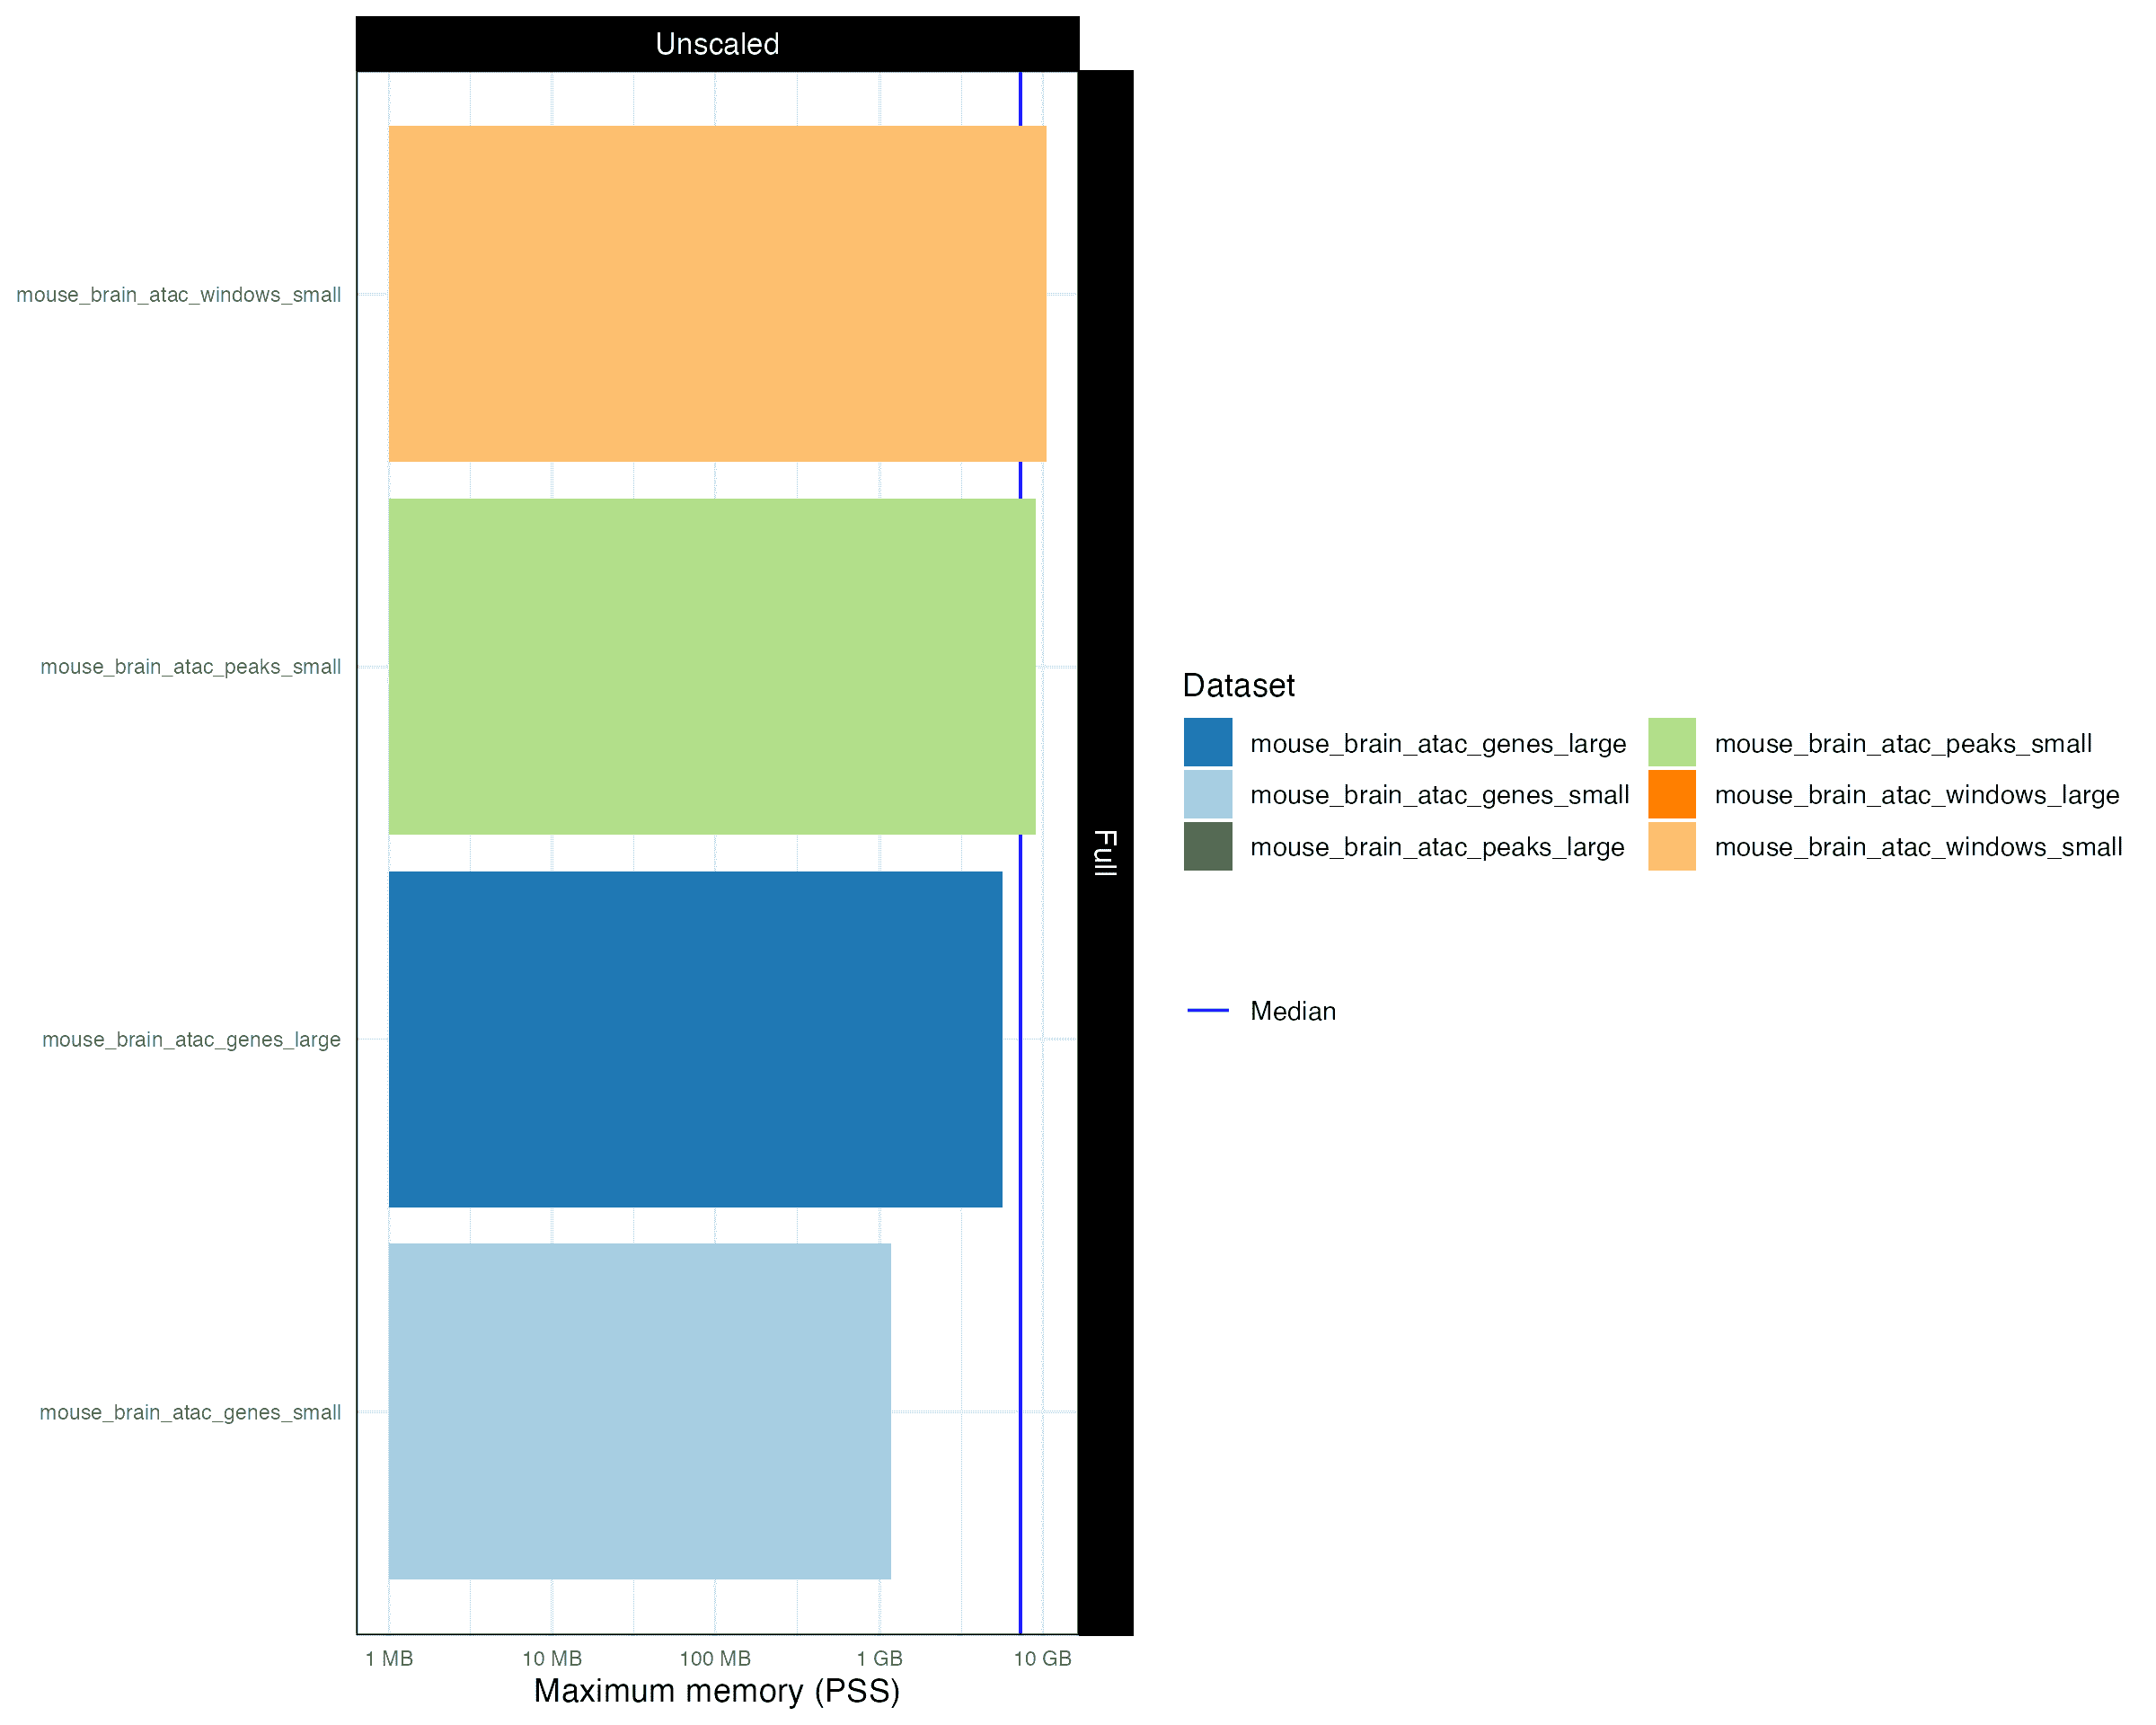 Unscaled
mouse_brain_atac_windows_small
mouse_brain_atac_peaks_small
mouse_brain_atac_genes_large
mouse_brain_atac_genes_small
1 MB
10 MB
100 MB
1 GB
10 GB
Maximum memory (PSS)
Full
Dataset
mouse_brain_atac_genes_large
mouse_brain_atac_genes_small
mouse_brain_atac_peaks_large
mouse_brain_atac_peaks_small
mouse_brain_atac_windows_large
mouse_brain_atac_windows_small
Median